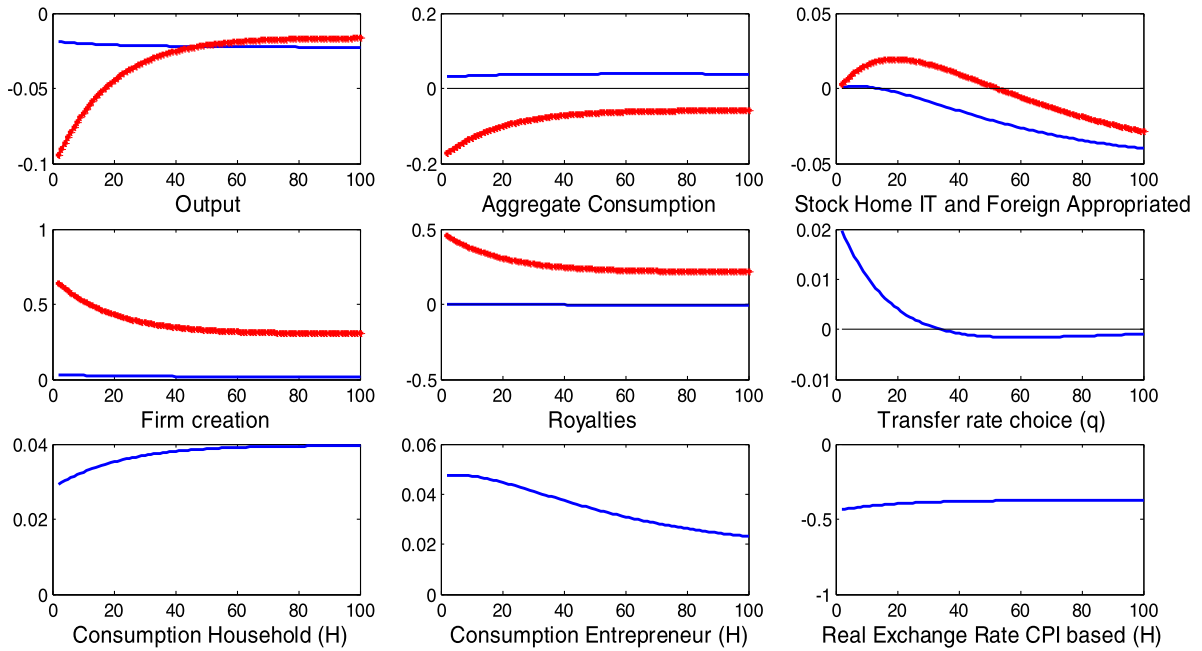 0
-0.05
-0.1
0 20 40 60 80 100
Output
0.2
0
-0.2
0 20 40 60 80 100
Aggregate Consumption
0.05
0
-0.05
0 20 40 60 80 100
Stock Home IT and Foreign Appropriated
1
0.5
0
0 20 40 60 80 100
Firm creation
0.5
0
-0.5
0 20 40 60 80 100
Royalties
0.02
0.01
0
-0.01
0 20 40 60 80 100
Transfer rate choice (q)
0.04
0.02
0
0 20 40 60 80 100
Consumption Household (H)
0.06
0.04
0.02
0
0 20 40 60 80 100
Consumption Entrepreneur (H)
0
-0.5
-1
0 20 40 60 80 100
Real Exchange Rate CPI based (H)